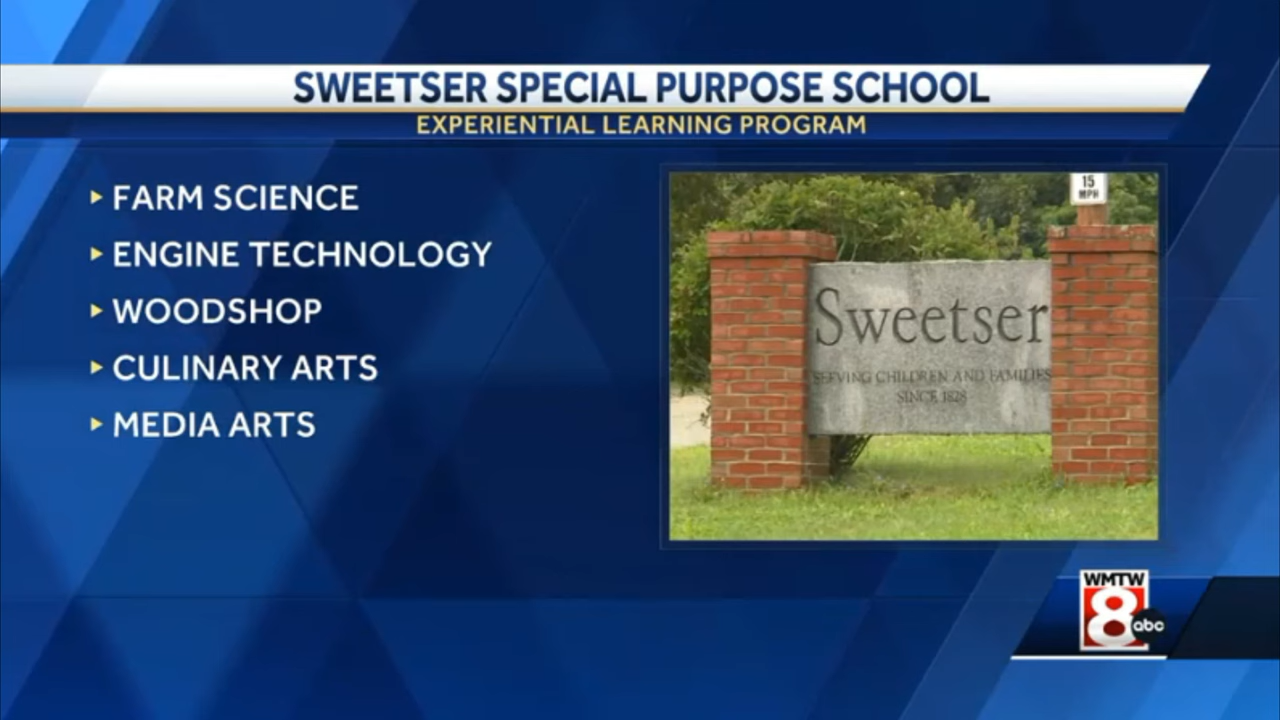 SWEETSER SPECIAL PURPOSE SCHOOL
EXPERIENTIAL LEARNING PROGRAM
FARM SCIENCE
ENGINE TECHNOLOGY
WOODSHOP
CULINARY ARTS
MEDIA ARTS
15
MPH
Sweetser
SERVING CHILDREN AND FAMILIES
SINCE 1828
WMTW
8
abc